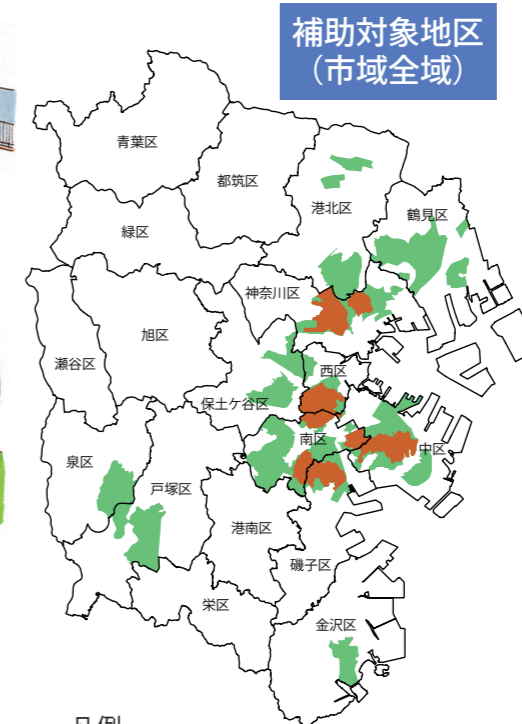 補助対象地区
（市域全域）
青葉区
都筑区
港北区
鶴見区
緑区
神奈川区
旭区
瀬谷区
西区
保土ケ谷区
南区
中区
泉区
戸塚区
港南区
磯子区
栄区
金沢区